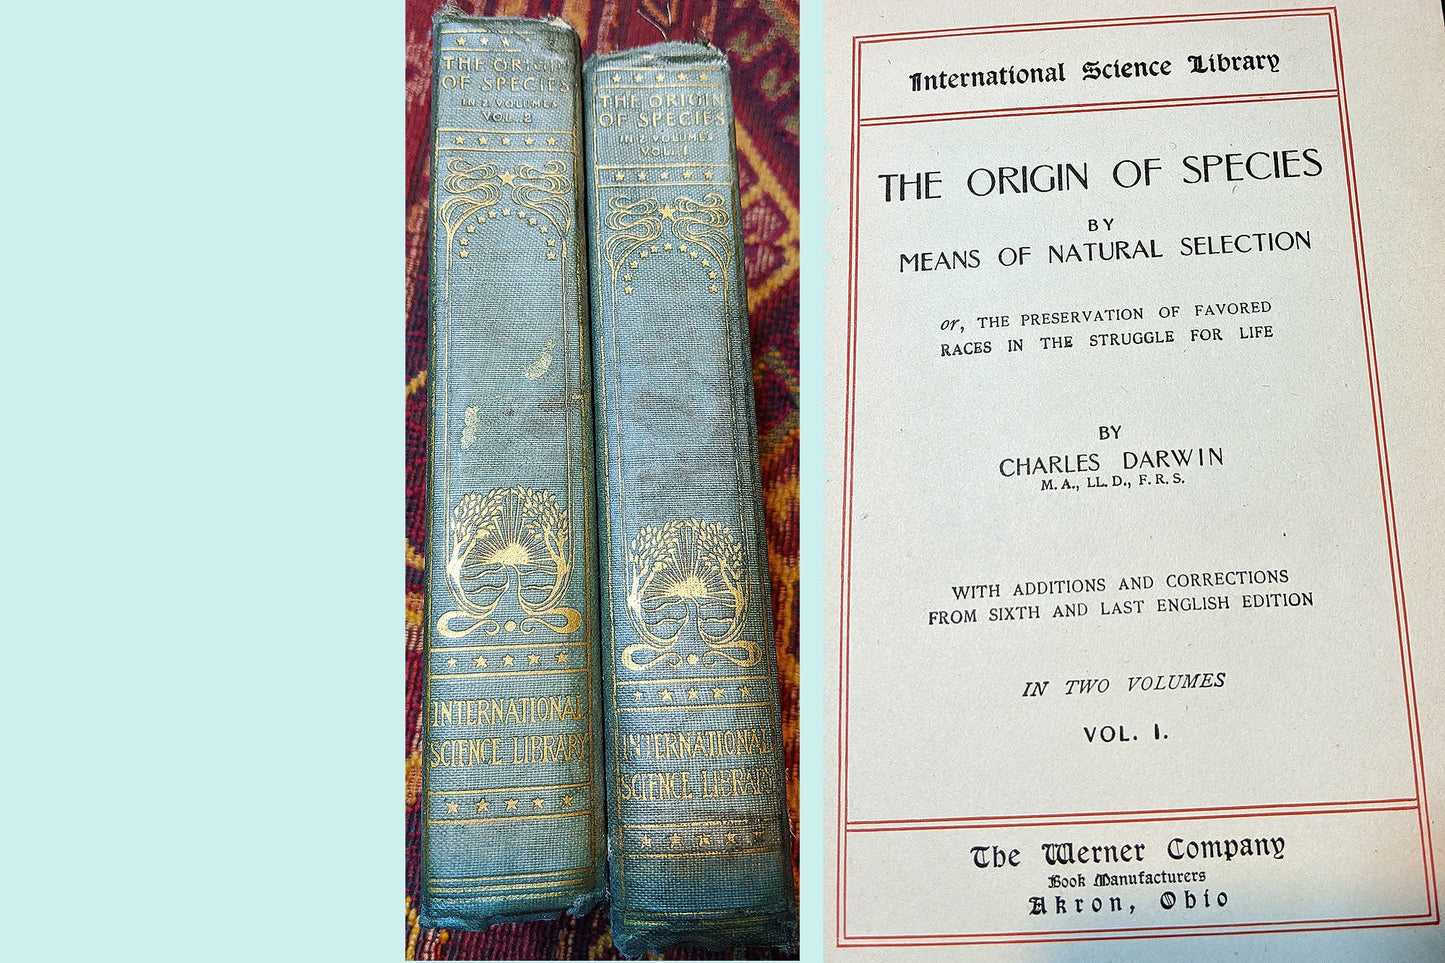 THE ORIGIN
OF SPECIES
IN 2 VOLUMES
VOL. 2
INTERNATIONAL
SCIENCE LIBRARY
THE ORIGIN
OF SPECIES
IN 2 VOLUMES
VOL. 1
INTERNATIONAL
SCIENCE LIBRARY
International Science Library
THE ORIGIN OF SPECIES
BY
MEANS OF NATURAL SELECTION
or, THE PRESERVATION OF FAVORED
RACES IN THE STRUGGLE FOR LIFE
BY
CHARLES DARWIN
M. A., LL. D., F. R. S.
WITH ADDITIONS AND CORRECTIONS
FROM SIXTH AND LAST ENGLISH EDITION
IN TWO VOLUMES
VOL. I.
The Werner Company
Book Manufacturers
Akron, Ohio